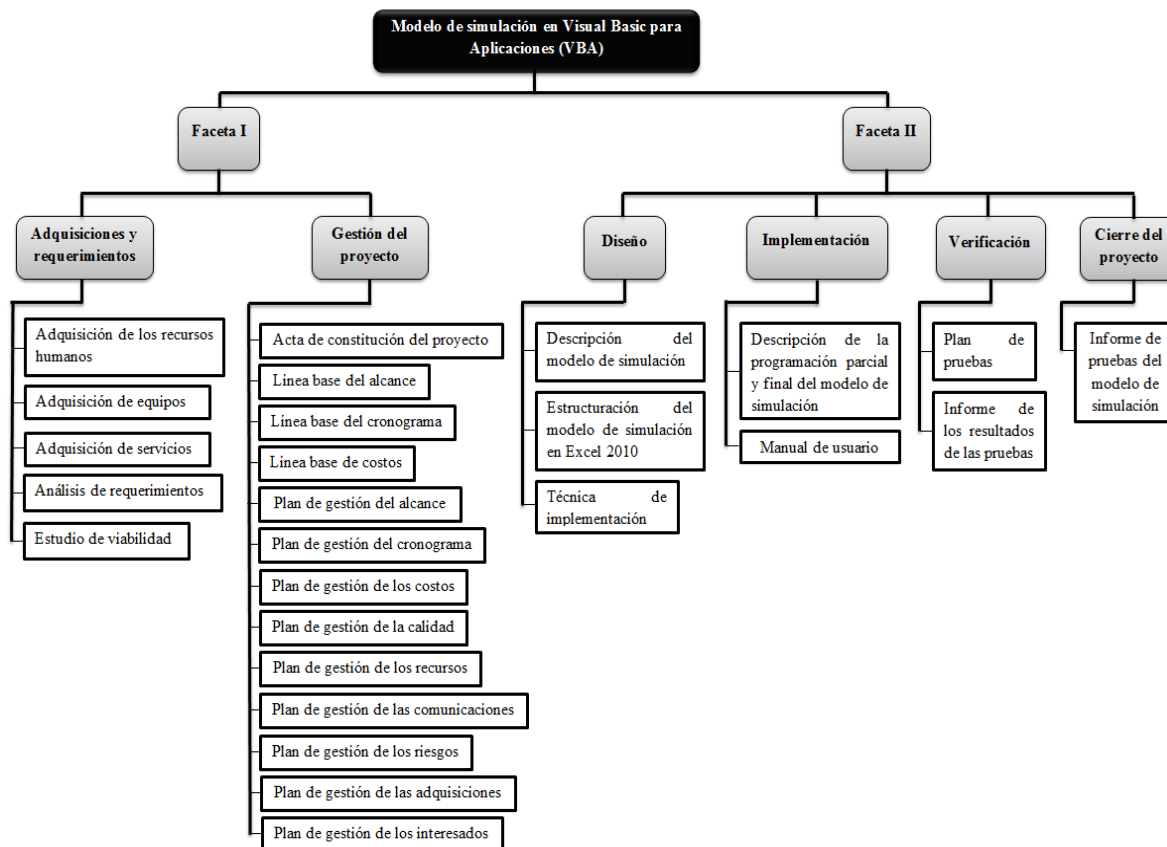 Modelo de simulación en Visual Basic para
Aplicaciones (VBA)
Faceta I
Faceta II
Adquisiciones y
requerimientos
Gestión del
proyecto
Diseño
Implementación
Verificación
Cierre del
proyecto
Adquisición de los recursos
humanos
Adquisición de equipos
Adquisición de servicios
Análisis de requerimientos
Estudio de viabilidad
Acta de constitución del proyecto
Línea base del alcance
Línea base del cronograma
Línea base de costos
Plan de gestión del alcance
Plan de gestión del cronograma
Plan de gestión de los costos
Plan de gestión de la calidad
Plan de gestión de los recursos
Plan de gestión de las comunicaciones
Plan de gestión de los riesgos
Plan de gestión de las adquisiciones
Plan de gestión de los interesados
Descripción del
modelo de simulación
Estructuración del
modelo de simulación
en Excel 2010
Técnica de
implementación
Descripción de la
programación parcial
y final del modelo de
simulación
Manual de usuario
Plan de
pruebas
Informe de
los resultados
de las pruebas
Informe de
pruebas del
modelo de
simulación